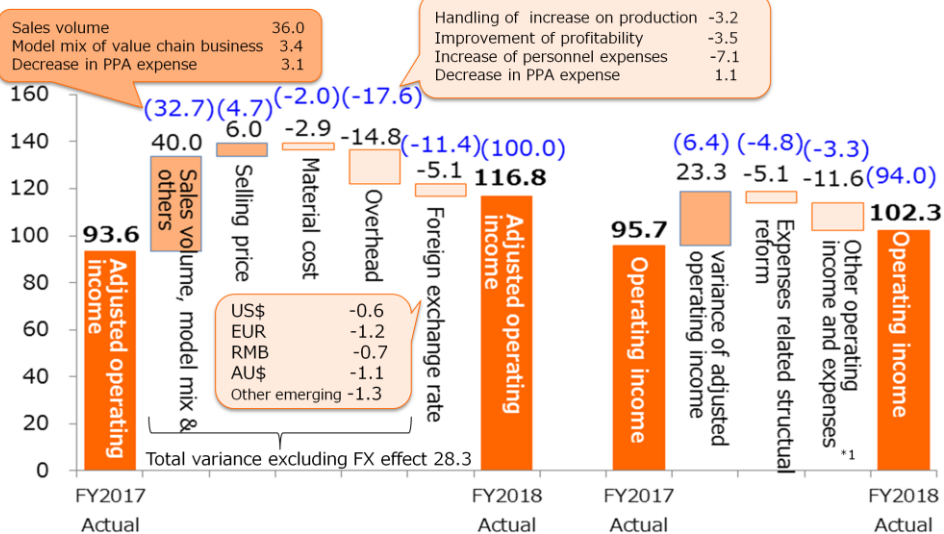 Sales volume 36.0
Model mix of value chain business 3.4
Decrease in PPA expense 3.1
Handling of increase on production -3.2
Improvement of profitability -3.5
Increase of personnel expenses -7.1
Decrease in PPA expense 1.1
160
140
120
100
80
60
40
20
0
93.6
Adjusted operating
income
(32.7)
40.0
Sales volume, model mix &
others
(4.7)
6.0
Selling price
(-2.0)
-2.9
Material cost
(-17.6)
-14.8
Overhead
(-11.4)
-5.1
Foreign exchange rate
(100.0)
116.8
Adjusted operating
income
US$ -0.6
EUR -1.2
RMB -0.7
AU$ -1.1
Other emerging -1.3
Total variance excluding FX effect 28.3
95.7
Operating income
(6.4)
23.3
variance of adjusted
operating income
(-4.8)
-5.1
Expenses related structual
reform
(-3.3)
-11.6
Other operating
income and expenses
*1
(94.0)
102.3
Operating income
FY2017
Actual
FY2018
Actual
FY2017
Actual
FY2018
Actual